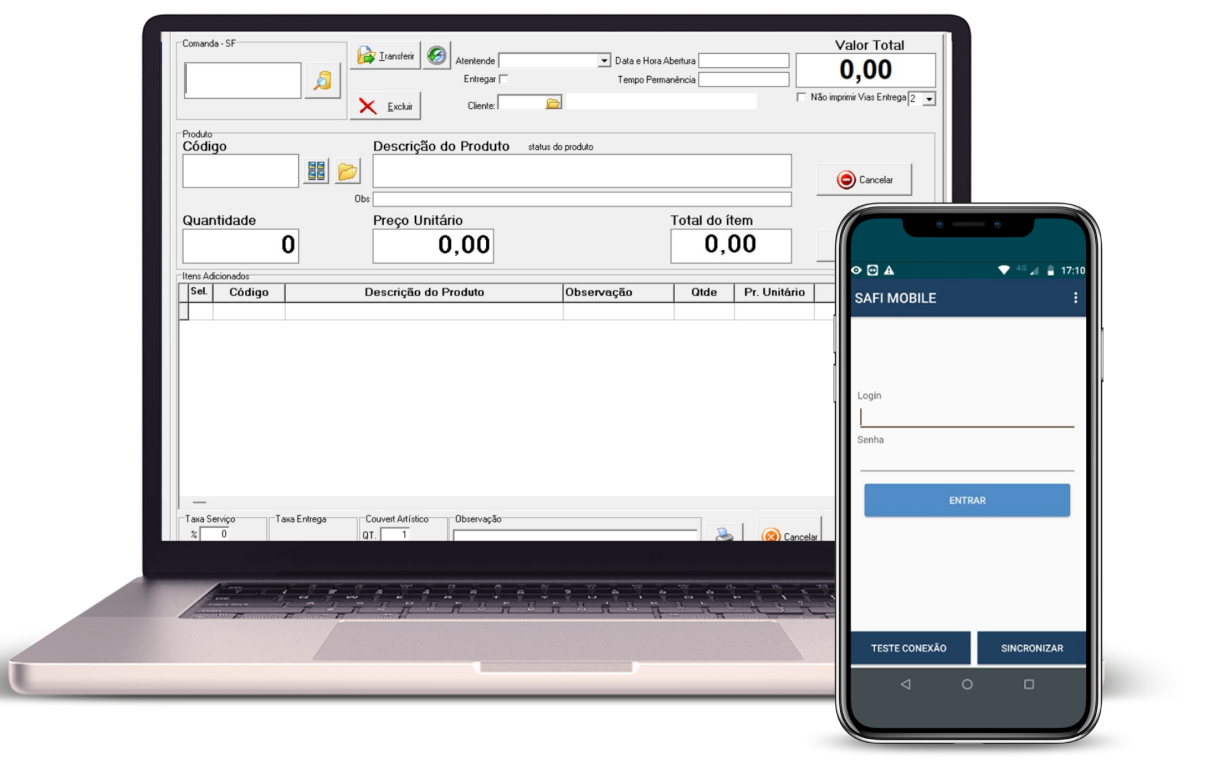 Comanda - SF
Transferir
Atentende
Data e Hora Abertura
Valor Total
0,00
Entregar
Tempo Permanência
Excluir
Cliente:
Não imprimir Vias Entrega 2
Produto
Código
Descrição do Produto
status do produto
Cancelar
Obs
Quantidade
Preço Unitário
Total do ítem
0
0,00
0,00
Itens Adicionados
Sel.
Código
Descrição do Produto
Observação
Qtde
Pr. Unitário
Taxa Serviço
Taxa Entrega
Couvert Artístico
Observação
% 0
QT. 1
Cancelar
4G
17:10
SAFI MOBILE
Login
Senha
ENTRAR
TESTE CONEXÃO
SINCRONIZAR